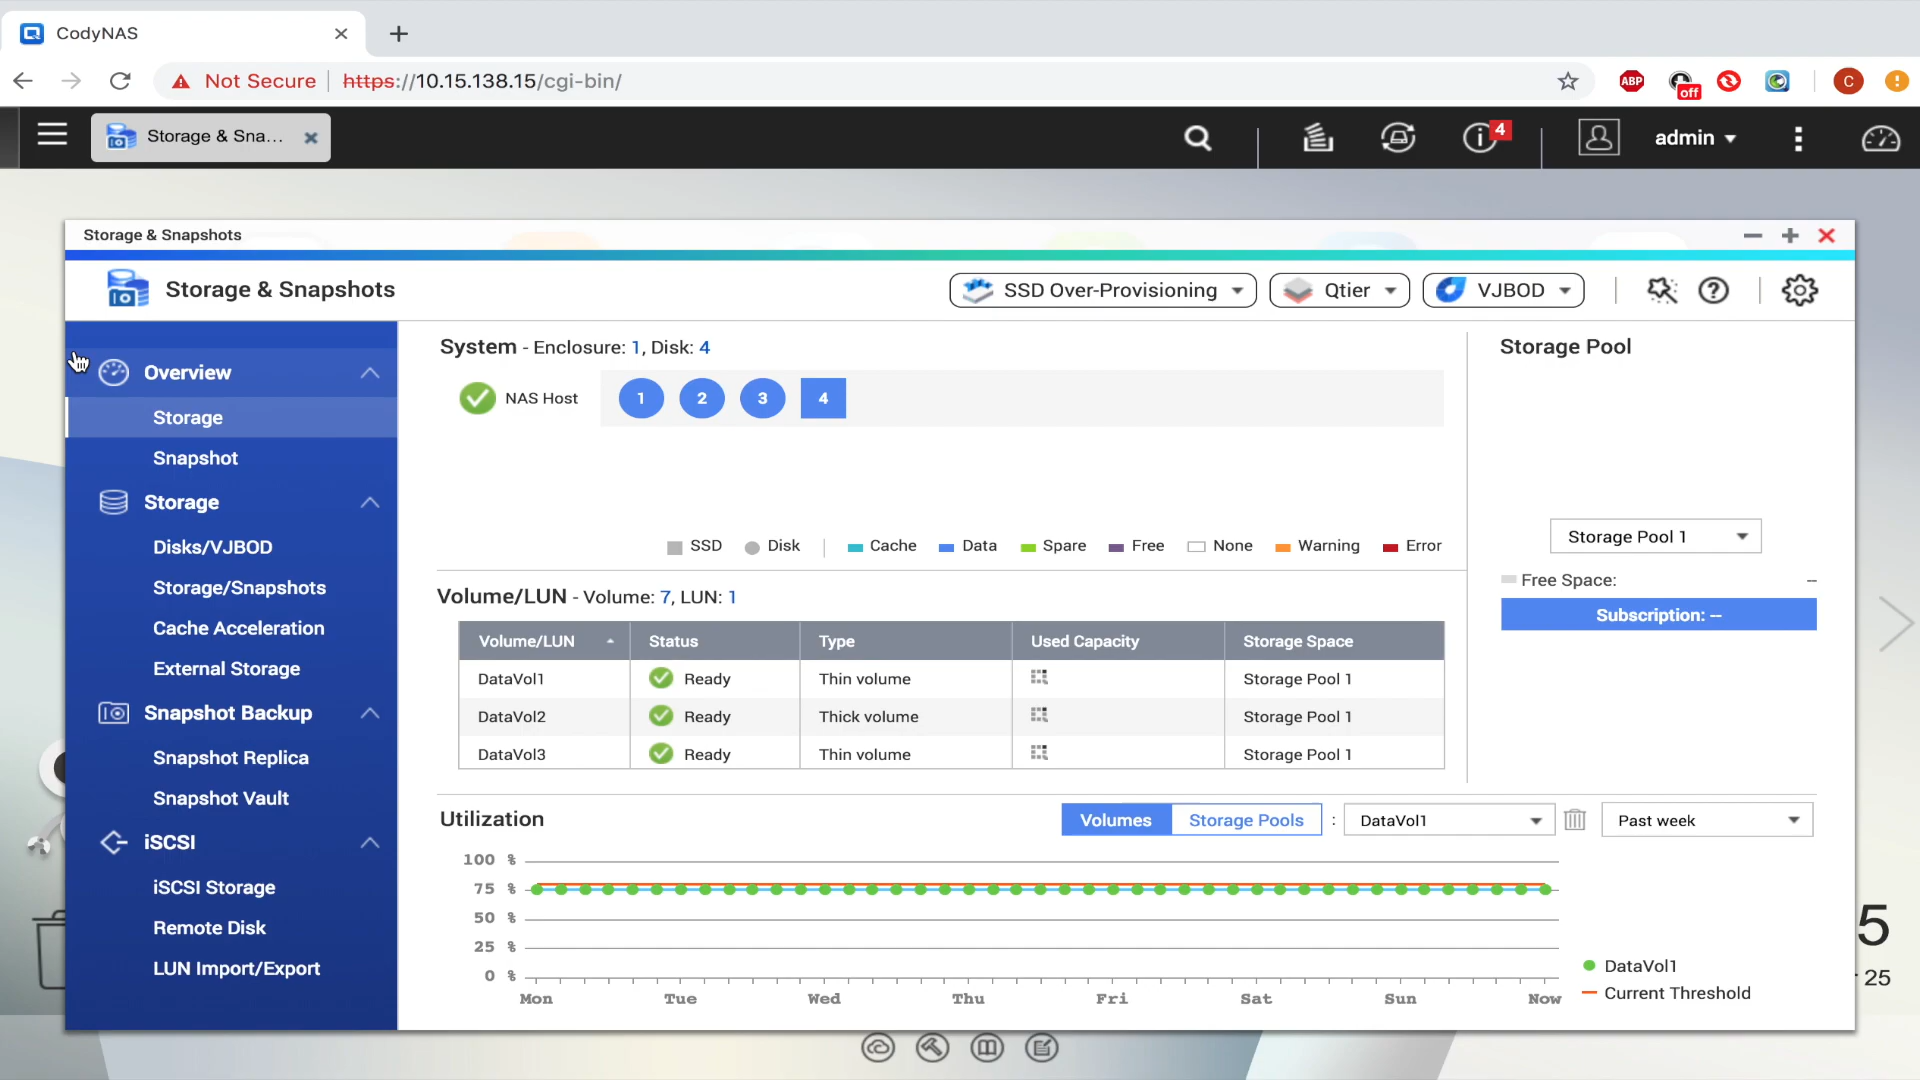 CodyNAS
Not Secure https://10.15.138.15/cgi-bin/
ABP off C
Storage & Sna... 4 admin
Storage & Snapshots
Storage & Snapshots SSD Over-Provisioning Qtier VJBOD
Overview
Storage
Snapshot
Storage
Disks/VJBOD
Storage/Snapshots
Cache Acceleration
External Storage
Snapshot Backup
Snapshot Replica
Snapshot Vault
iSCSI
iSCSI Storage
Remote Disk
LUN Import/Export
System - Enclosure: 1, Disk: 4
NAS Host 1 2 3 4
SSD Disk Cache Data Spare Free None Warning Error
Storage Pool
Storage Pool 1
Free Space: --
Subscription: --
Volume/LUN - Volume: 7, LUN: 1
Volume/LUN Status Type Used Capacity Storage Space
DataVol1 Ready Thin volume Storage Pool 1
DataVol2 Ready Thick volume Storage Pool 1
DataVol3 Ready Thin volume Storage Pool 1
Utilization Volumes Storage Pools : DataVol1 Past week
100 %
75 %
50 %
25 %
0 %
Mon Tue Wed Thu Fri Sat Sun Now
DataVol1
Current Threshold
5
25